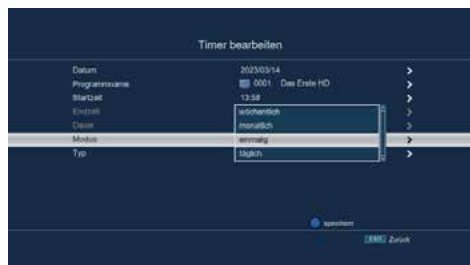 Timer bearbeiten
Datum 2023/03/14
Programmname 0001 Das Erste HD
Startzeit 13:58
Endzeit wöchentlich
Dauer monatlich
Modus einmalig
Typ täglich
speichern
EXIT Zurück